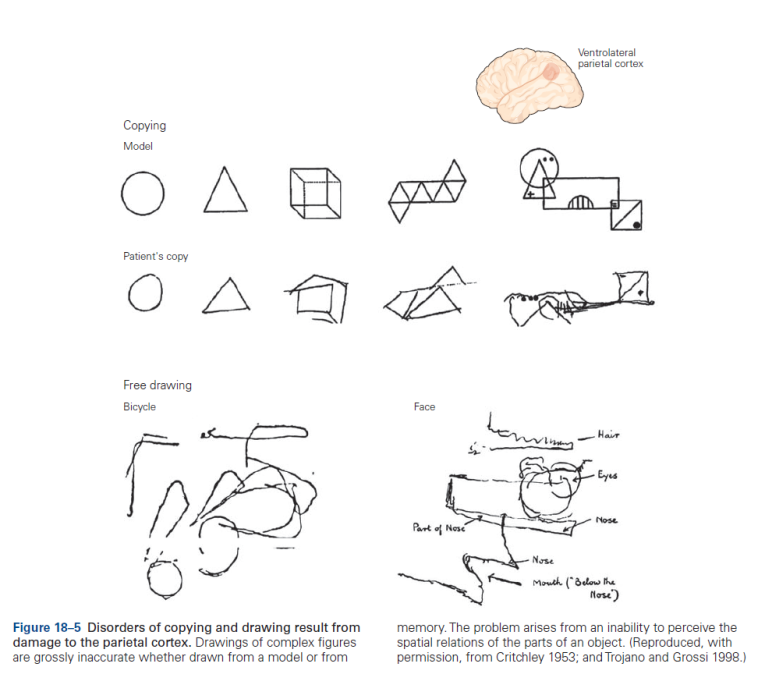 Ventrolateral
parietal cortex
Copying
Model
Patient's copy
Free drawing
Bicycle
Face
Hair
Eyes
Part of Nose
Nose
Nose
Mouth ("Below the
Nose")
Figure 18–5 Disorders of copying and drawing result from
damage to the parietal cortex. Drawings of complex figures
are grossly inaccurate whether drawn from a model or from
memory. The problem arises from an inability to perceive the
spatial relations of the parts of an object. (Reproduced, with
permission, from Critchley 1953; and Trojano and Grossi 1998.)